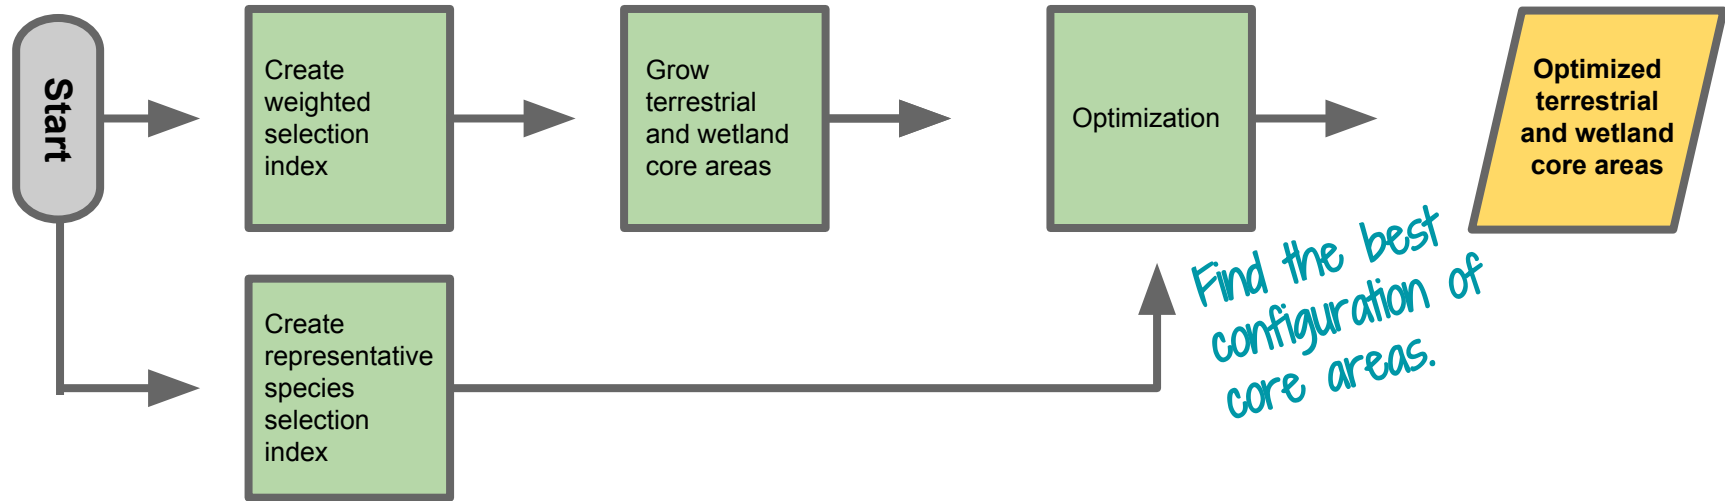 Start
Create
weighted
selection
index
Grow
terrestrial
and wetland
core areas
Optimization
Optimized
terrestrial
and wetland
core areas
Find the best
configuration of
core areas.
Create
representative
species
selection
index